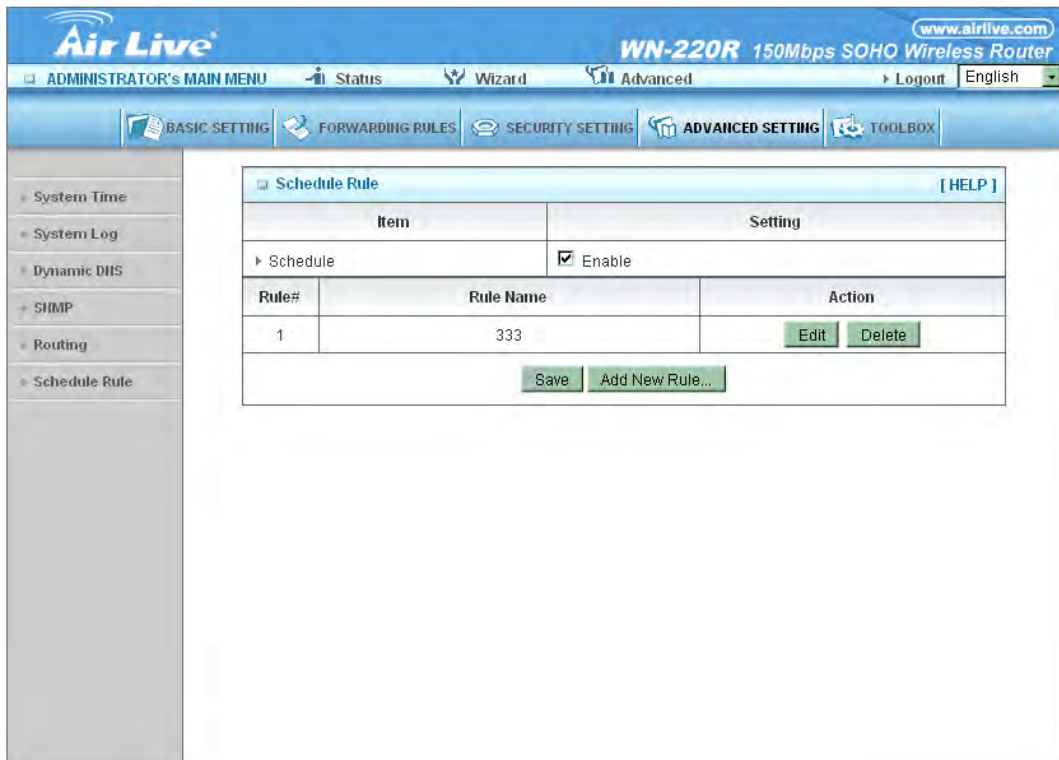 Air Live®
www.airlive.com
WN-220R 150Mbps SOHO Wireless Router
ADMINISTRATOR's MAIN MENU Status Wizard Advanced Logout English
BASIC SETTING FORWARDING RULES SECURITY SETTING ADVANCED SETTING TOOLBOX
System Time
System Log
Dynamic DNS
SNMP
Routing
Schedule Rule
Schedule Rule [ HELP ]
Item Setting
Schedule Enable
Rule# Rule Name Action
1 333 Edit Delete
Save Add New Rule...